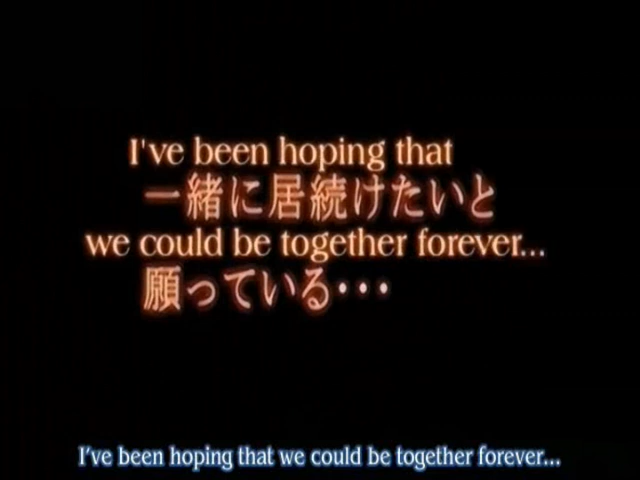 I've been hoping that
一緒に居続けたいと
we could be together forever...
願っている・・・
I've been hoping that we could be together forever...